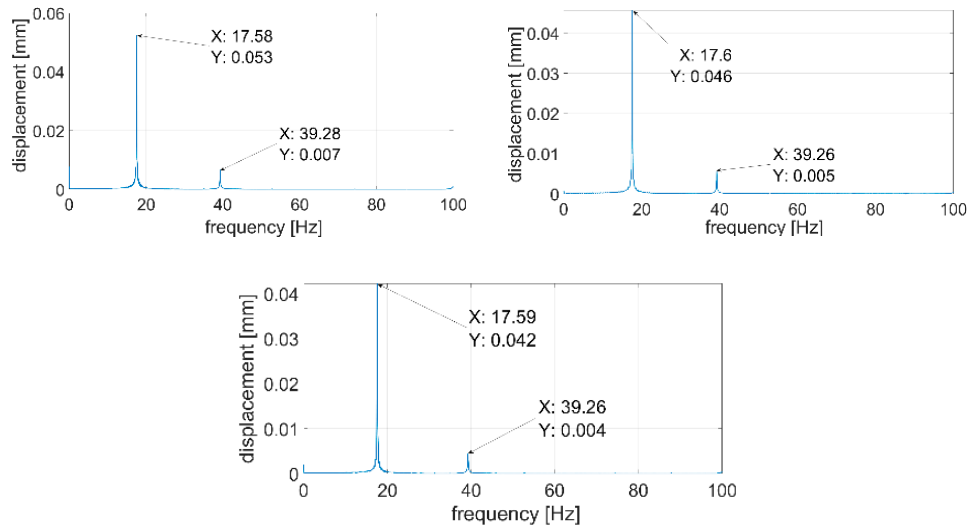 0.06
0.04
0.02
0
displacement [mm]
X: 17.58
Y: 0.053
X: 39.28
Y: 0.007
0 20 40 60 80 100
frequency [Hz]
0.04
0.03
0.02
0.01
0
displacement [mm]
X: 17.6
Y: 0.046
X: 39.26
Y: 0.005
0 20 40 60 80 100
frequency [Hz]
0.04
0.03
0.02
0.01
0
displacement [mm]
X: 17.59
Y: 0.042
X: 39.26
Y: 0.004
0 20 40 60 80 100
frequency [Hz]